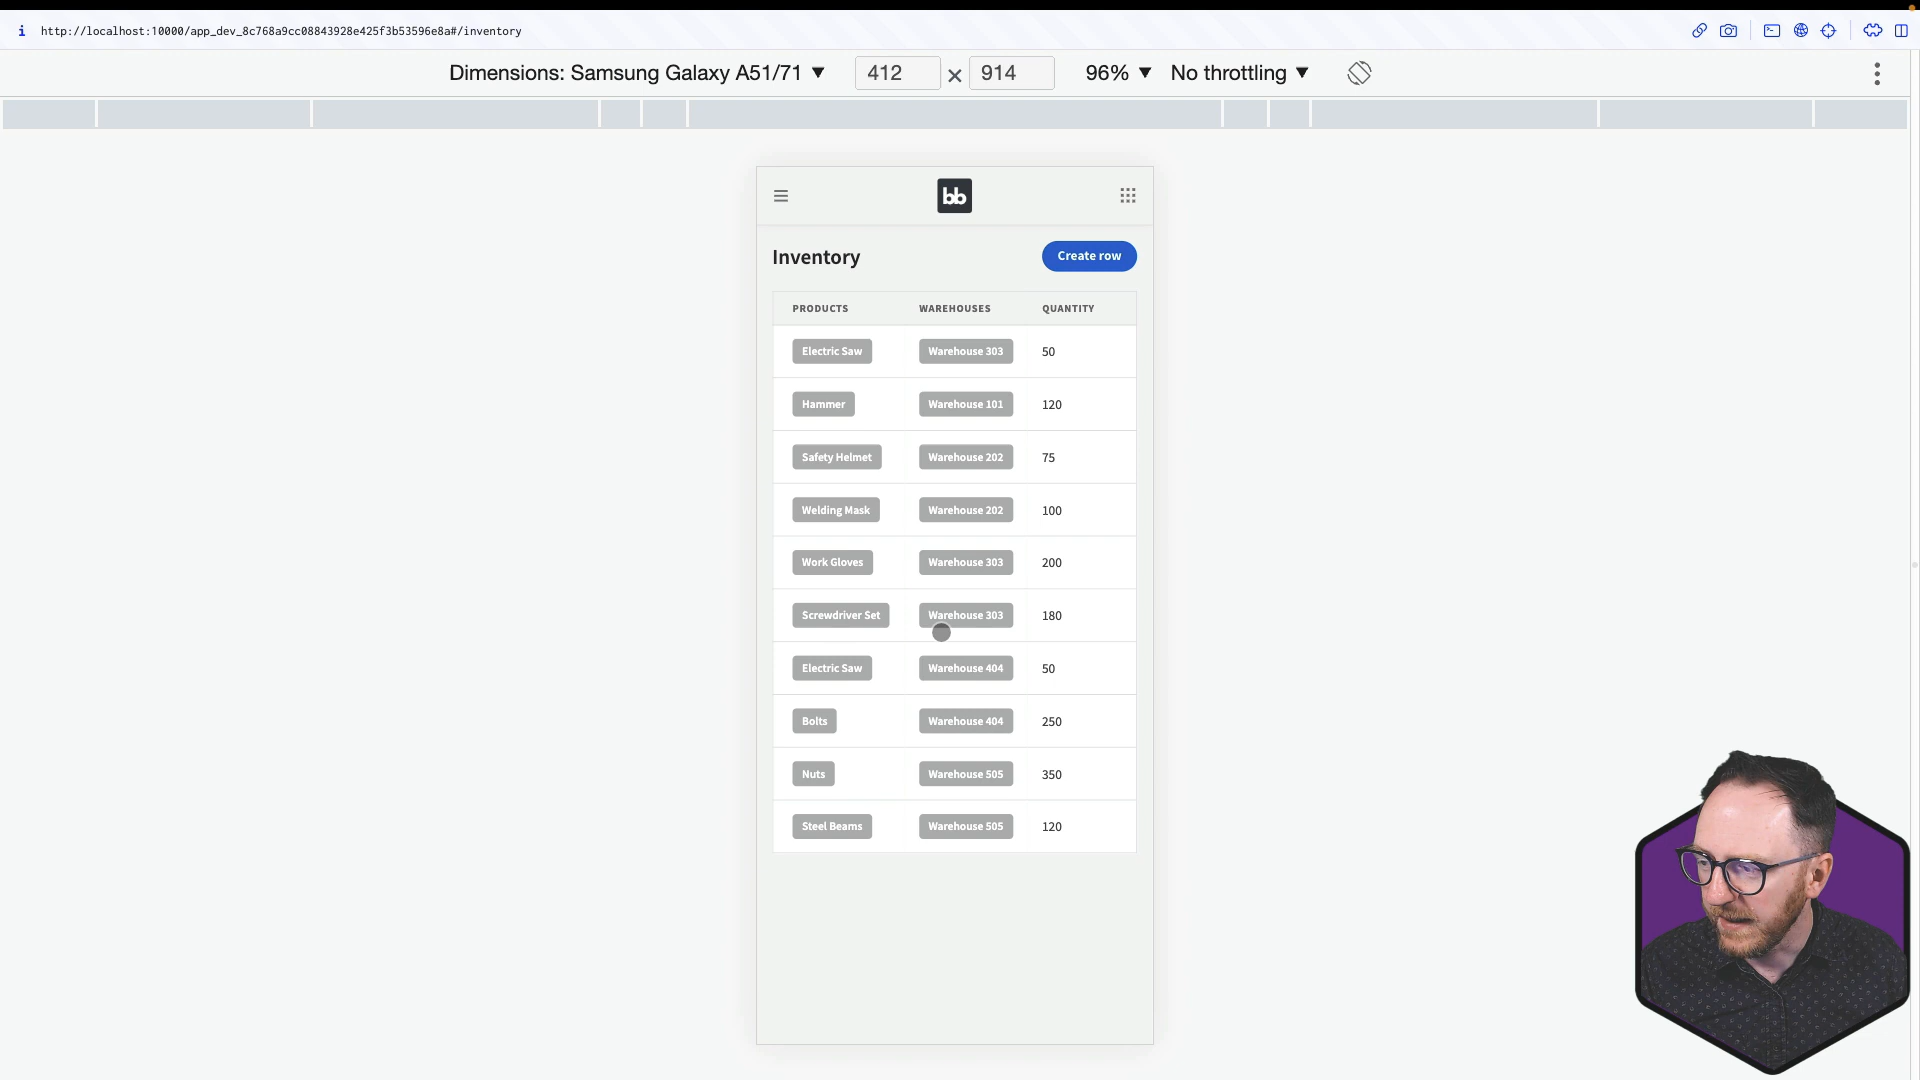 http://localhost:10000/app_dev_8c768a9cc08843928e425f3b53596e8a#/inventory
Dimensions: Samsung Galaxy A51/71 ▼ 412 × 914 96% ▼ No throttling ▼
bb
Inventory Create row
PRODUCTS WAREHOUSES QUANTITY
Electric Saw Warehouse 303 50
Hammer Warehouse 101 120
Safety Helmet Warehouse 202 75
Welding Mask Warehouse 202 100
Work Gloves Warehouse 303 200
Screwdriver Set Warehouse 303 180
Electric Saw Warehouse 404 50
Bolts Warehouse 404 250
Nuts Warehouse 505 350
Steel Beams Warehouse 505 120